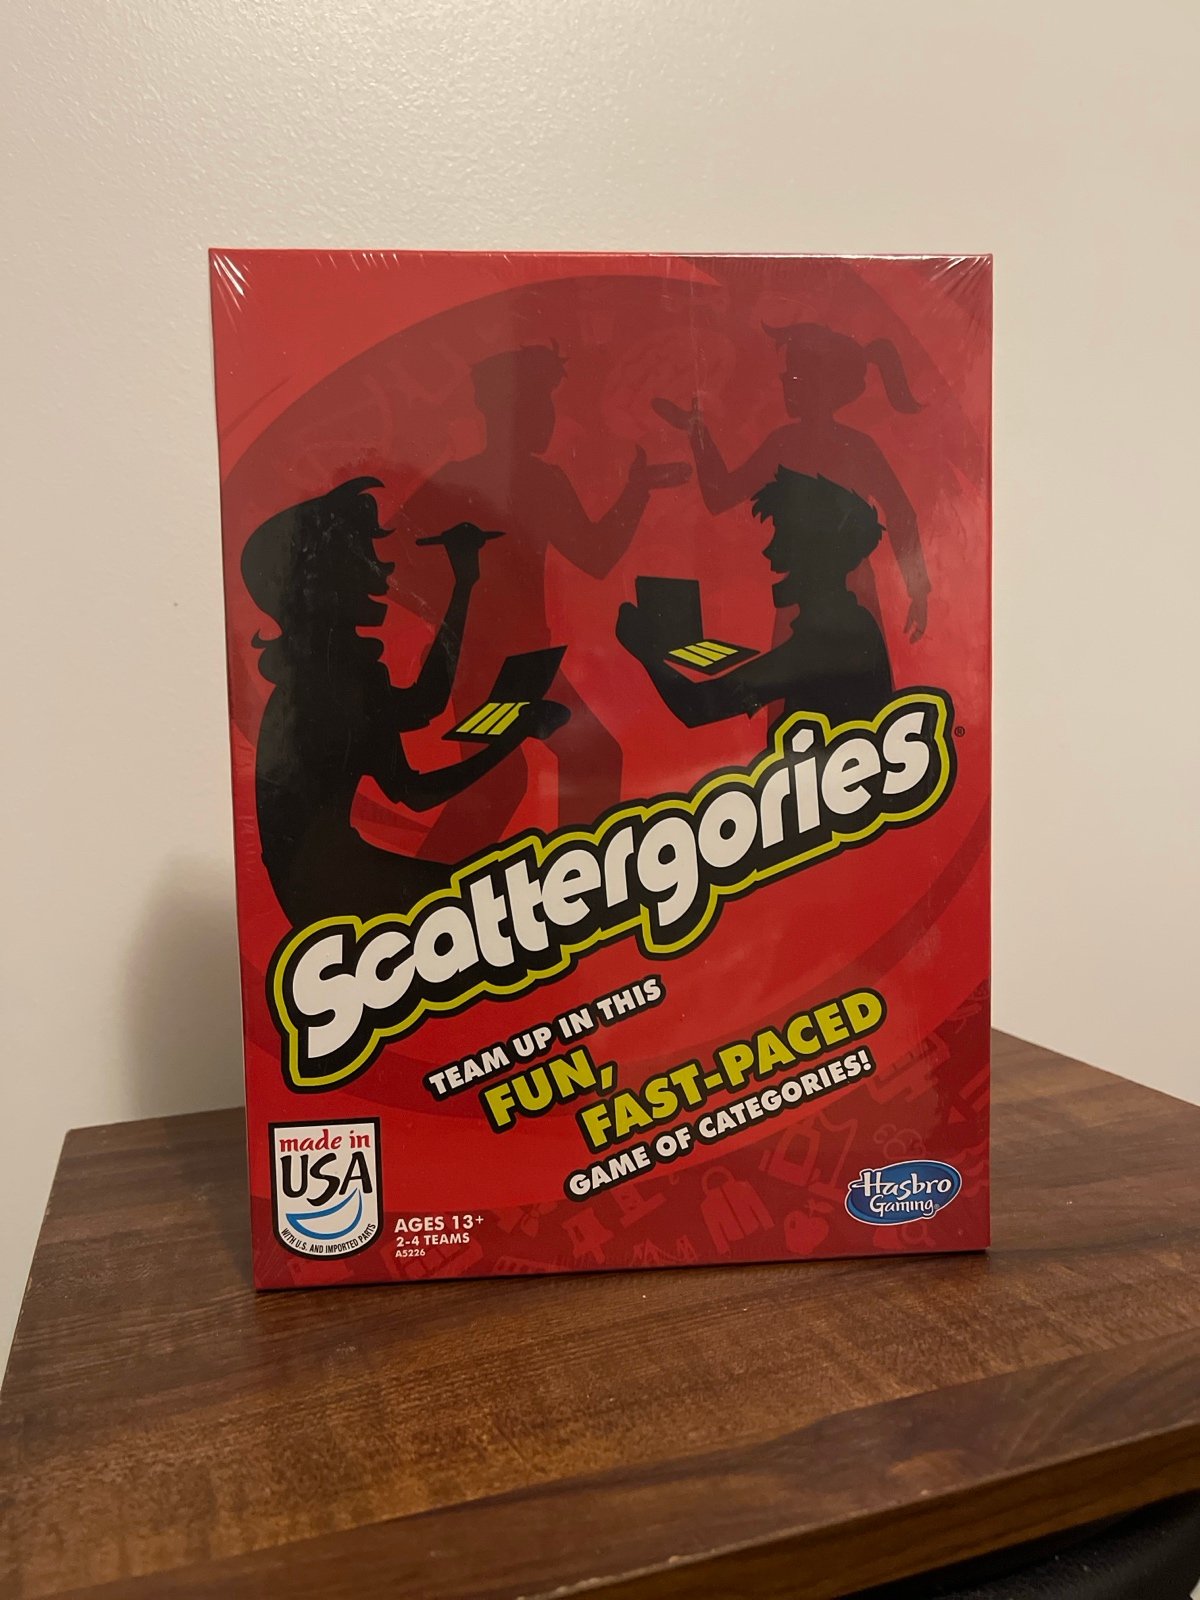 Scattergories®
TEAM UP IN THIS
FUN,
FAST-PACED
GAME OF CATEGORIES!
made in
USA
WITH U.S. AND IMPORTED PARTS
AGES 13+
2-4 TEAMS
A5226
Hasbro
Gaming®